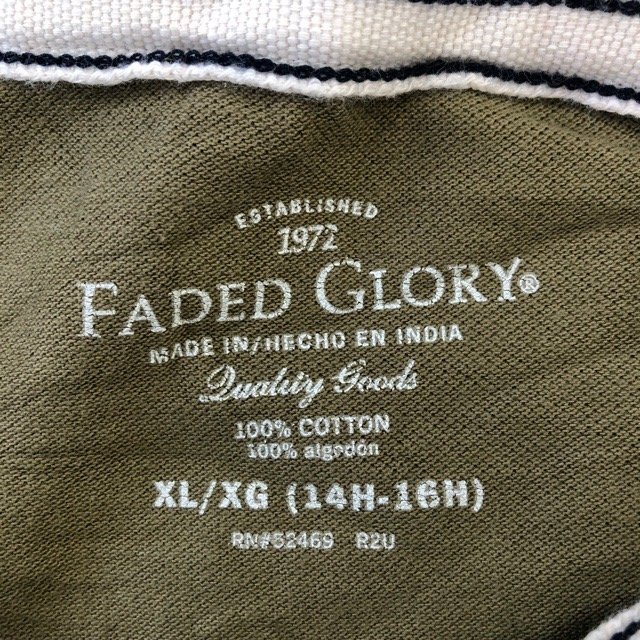 ESTABLISHED
1972
FADED GLORY®
MADE IN/HECHO EN INDIA
Quality Goods
100% COTTON
100% algodon
XL/XG (14H-16H)
RN#52469 R2U